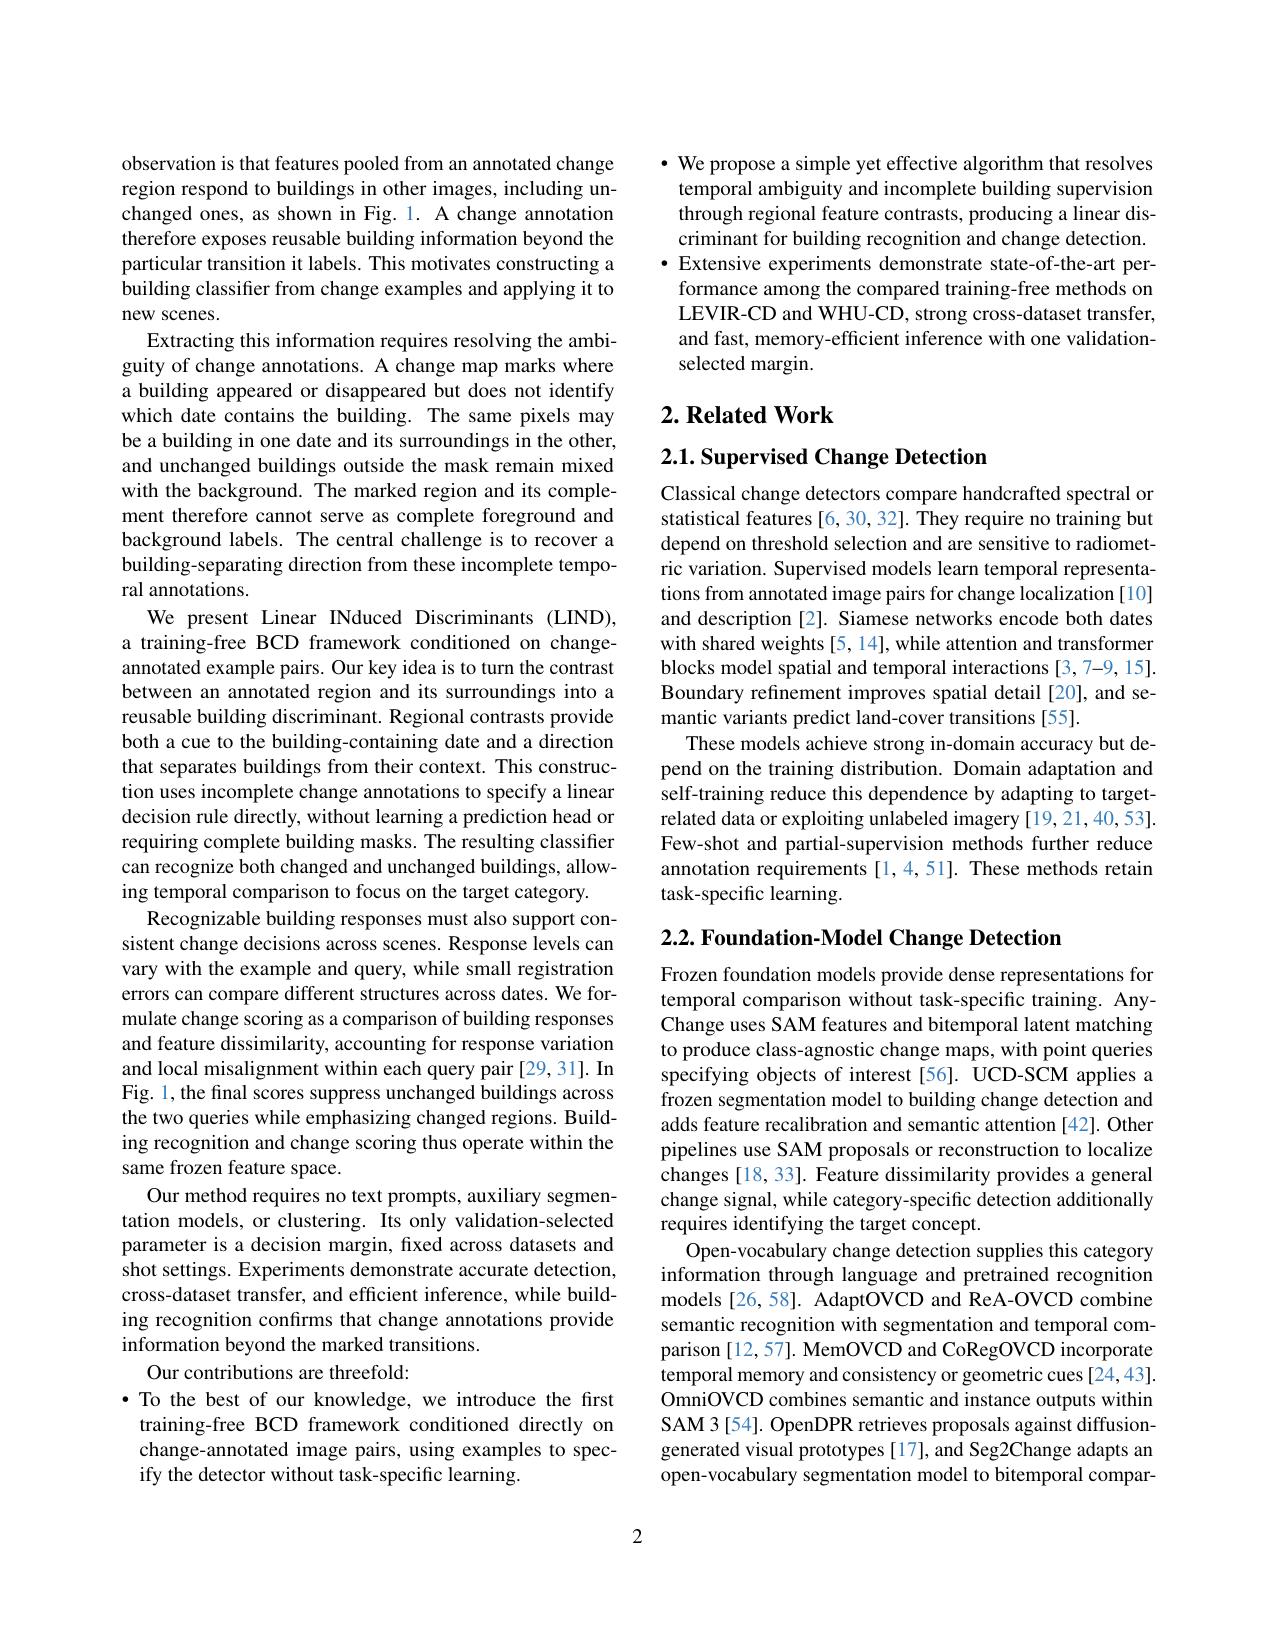 observation is that features pooled from an annotated change
region respond to buildings in other images, including un-
changed ones, as shown in Fig. 1. A change annotation
therefore exposes reusable building information beyond the
particular transition it labels. This motivates constructing a
building classifier from change examples and applying it to
new scenes.
Extracting this information requires resolving the ambi-
guity of change annotations. A change map marks where
a building appeared or disappeared but does not identify
which date contains the building. The same pixels may
be a building in one date and its surroundings in the other,
and unchanged buildings outside the mask remain mixed
with the background. The marked region and its comple-
ment therefore cannot serve as complete foreground and
background labels. The central challenge is to recover a
building-separating direction from these incomplete tempo-
ral annotations.
We present Linear INduced Discriminants (LIND),
a training-free BCD framework conditioned on change-
annotated example pairs. Our key idea is to turn the contrast
between an annotated region and its surroundings into a
reusable building discriminant. Regional contrasts provide
both a cue to the building-containing date and a direction
that separates buildings from their context. This construc-
tion uses incomplete change annotations to specify a linear
decision rule directly, without learning a prediction head or
requiring complete building masks. The resulting classifier
can recognize both changed and unchanged buildings, allow-
ing temporal comparison to focus on the target category.
Recognizable building responses must also support con-
sistent change decisions across scenes. Response levels can
vary with the example and query, while small registration
errors can compare different structures across dates. We for-
mulate change scoring as a comparison of building responses
and feature dissimilarity, accounting for response variation
and local misalignment within each query pair [29, 31]. In
Fig. 1, the final scores suppress unchanged buildings across
the two queries while emphasizing changed regions. Build-
ing recognition and change scoring thus operate within the
same frozen feature space.
Our method requires no text prompts, auxiliary segmen-
tation models, or clustering. Its only validation-selected
parameter is a decision margin, fixed across datasets and
shot settings. Experiments demonstrate accurate detection,
cross-dataset transfer, and efficient inference, while build-
ing recognition confirms that change annotations provide
information beyond the marked transitions.
Our contributions are threefold:
• To the best of our knowledge, we introduce the first
training-free BCD framework conditioned directly on
change-annotated image pairs, using examples to spec-
ify the detector without task-specific learning.
• We propose a simple yet effective algorithm that resolves
temporal ambiguity and incomplete building supervision
through regional feature contrasts, producing a linear dis-
criminant for building recognition and change detection.
• Extensive experiments demonstrate state-of-the-art per-
formance among the compared training-free methods on
LEVIR-CD and WHU-CD, strong cross-dataset transfer,
and fast, memory-efficient inference with one validation-
selected margin.
2. Related Work
2.1. Supervised Change Detection
Classical change detectors compare handcrafted spectral or
statistical features [6, 30, 32]. They require no training but
depend on threshold selection and are sensitive to radiomet-
ric variation. Supervised models learn temporal representa-
tions from annotated image pairs for change localization [10]
and description [2]. Siamese networks encode both dates
with shared weights [5, 14], while attention and transformer
blocks model spatial and temporal interactions [3, 7–9, 15].
Boundary refinement improves spatial detail [20], and se-
mantic variants predict land-cover transitions [55].
These models achieve strong in-domain accuracy but de-
pend on the training distribution. Domain adaptation and
self-training reduce this dependence by adapting to target-
related data or exploiting unlabeled imagery [19, 21, 40, 53].
Few-shot and partial-supervision methods further reduce
annotation requirements [1, 4, 51]. These methods retain
task-specific learning.
2.2. Foundation-Model Change Detection
Frozen foundation models provide dense representations for
temporal comparison without task-specific training. Any-
Change uses SAM features and bitemporal latent matching
to produce class-agnostic change maps, with point queries
specifying objects of interest [56]. UCD-SCM applies a
frozen segmentation model to building change detection and
adds feature recalibration and semantic attention [42]. Other
pipelines use SAM proposals or reconstruction to localize
changes [18, 33]. Feature dissimilarity provides a general
change signal, while category-specific detection additionally
requires identifying the target concept.
Open-vocabulary change detection supplies this category
information through language and pretrained recognition
models [26, 58]. AdaptOVCD and ReA-OVCD combine
semantic recognition with segmentation and temporal com-
parison [12, 57]. MemOVCD and CoRegOVCD incorporate
temporal memory and consistency or geometric cues [24, 43].
OmniOVCD combines semantic and instance outputs within
SAM 3 [54]. OpenDPR retrieves proposals against diffusion-
generated visual prototypes [17], and Seg2Change adapts an
open-vocabulary segmentation model to bitemporal compar-
2